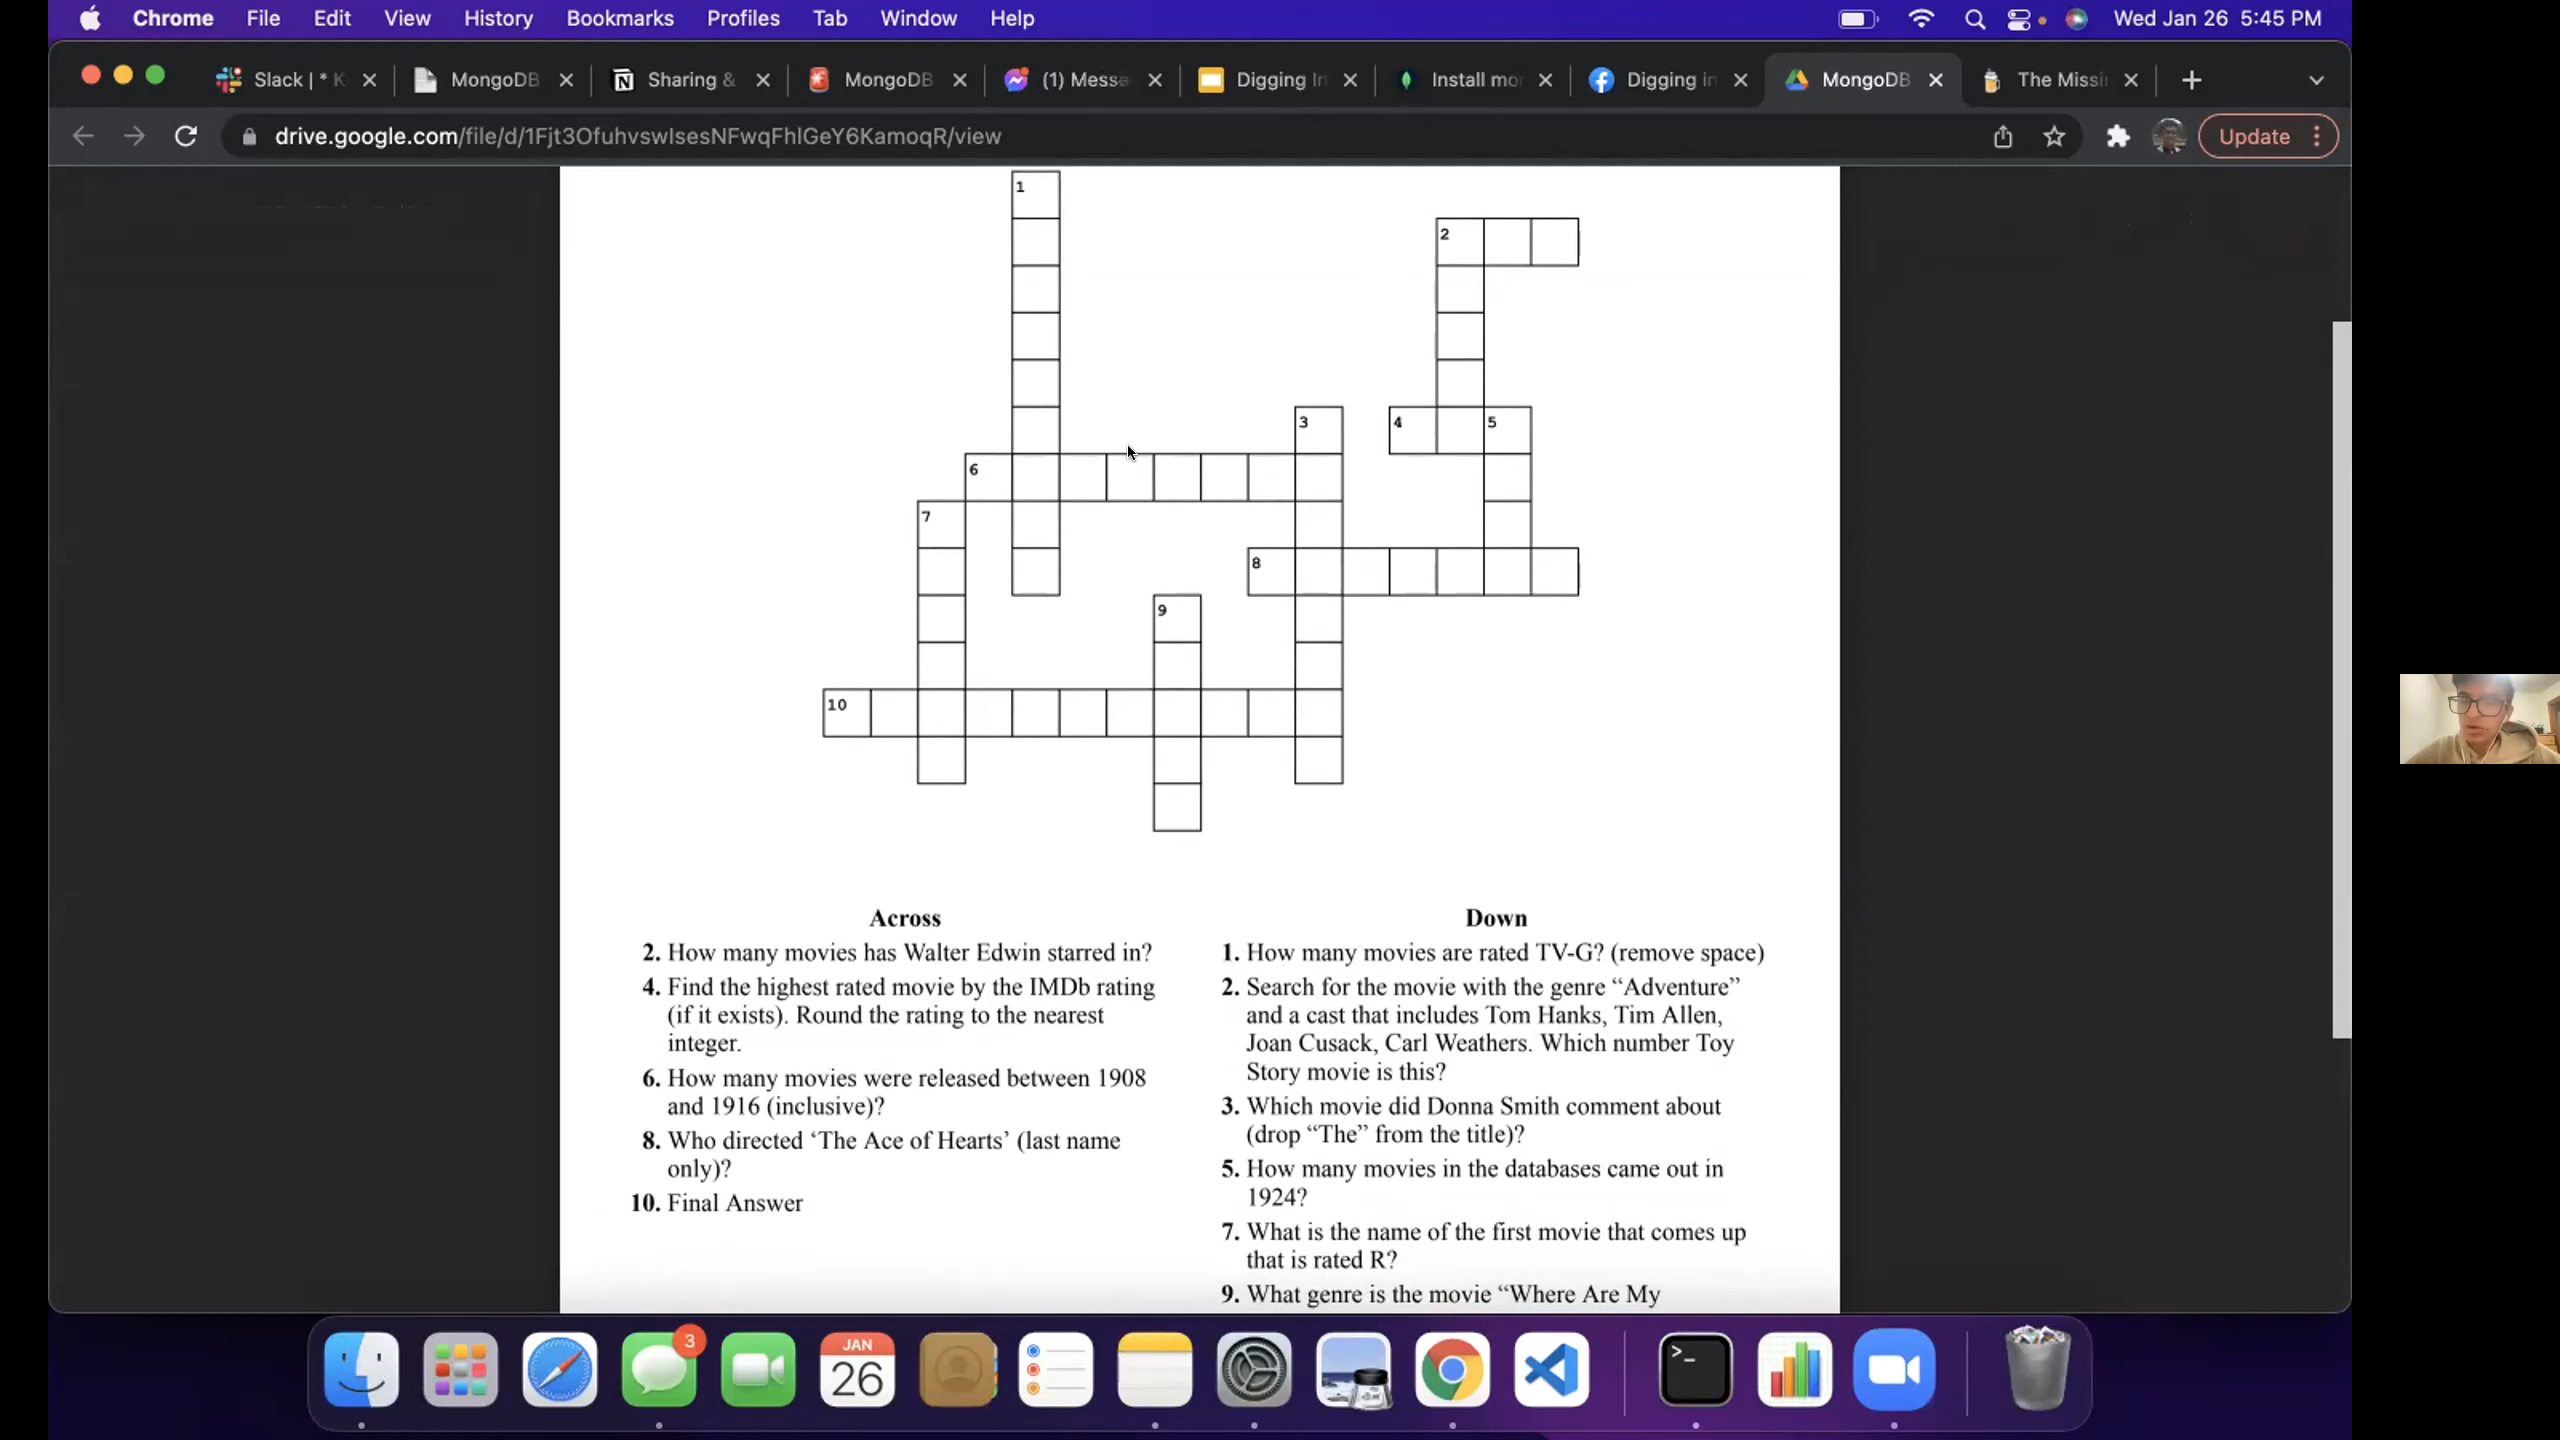 Chrome File Edit View History Bookmarks Profiles Tab Window Help Wed Jan 26 5:45 PM
Slack | * K MongoDB Sharing & MongoDB (1) Messe Digging In Install mon Digging in MongoDB The Missi
drive.google.com/file/d/1Fjt3OfuhvswIsesNFwqFhlGeY6KamoqR/view Update
1
2
3 4 5
6
7
8
9
10
Across
2. How many movies has Walter Edwin starred in?
4. Find the highest rated movie by the IMDb rating
(if it exists). Round the rating to the nearest
integer.
6. How many movies were released between 1908
and 1916 (inclusive)?
8. Who directed ‘The Ace of Hearts’ (last name
only)?
10. Final Answer
Down
1. How many movies are rated TV-G? (remove space)
2. Search for the movie with the genre “Adventure”
and a cast that includes Tom Hanks, Tim Allen,
Joan Cusack, Carl Weathers. Which number Toy
Story movie is this?
3. Which movie did Donna Smith comment about
(drop “The” from the title)?
5. How many movies in the databases came out in
1924?
7. What is the name of the first movie that comes up
that is rated R?
9. What genre is the movie “Where Are My
3
JAN
26
>_